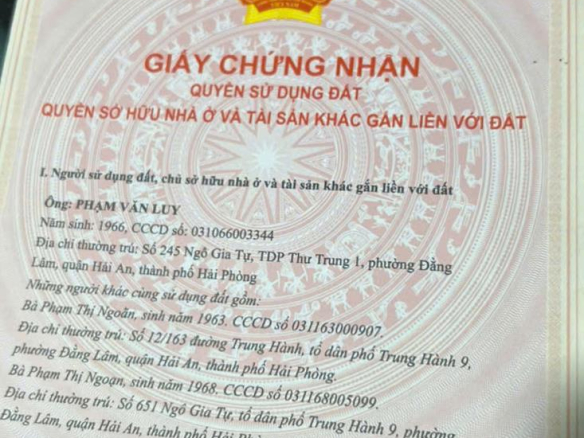 VIỆT NAM
GIẤY CHỨNG NHẬN
QUYỀN SỬ DỤNG ĐẤT
QUYỀN SỞ HỮU NHÀ Ở VÀ TÀI SẢN KHÁC GẮN LIỀN VỚI ĐẤT
I. Người sử dụng đất, chủ sở hữu nhà ở và tài sản khác gắn liền với đất
Ông: PHẠM VĂN LUY
Năm sinh: 1966, CCCD số: 031066003344
Địa chỉ thường trú: Số 245 Ngô Gia Tự, TDP Thư Trung 1, phường Đằng
Lâm, quận Hải An, thành phố Hải Phòng
Những người khác cùng sử dụng đất gồm:
Bà Phạm Thị Ngoản, sinh năm 1963. CCCD số 031163000907.
Địa chỉ thường trú: Số 12/163 đường Trung Hành, tổ dân phố Trung Hành 9,
phường Đằng Lâm, quận Hải An, thành phố Hải Phòng.
Bà Phạm Thị Ngoạn, sinh năm 1968. CCCD số 031168005099.
Địa chỉ thường trú: Số 651 Ngô Gia Tự, tổ dân phố Trung Hành 9, phường
Đằng Lâm, quận Hải An, thành phố Hải